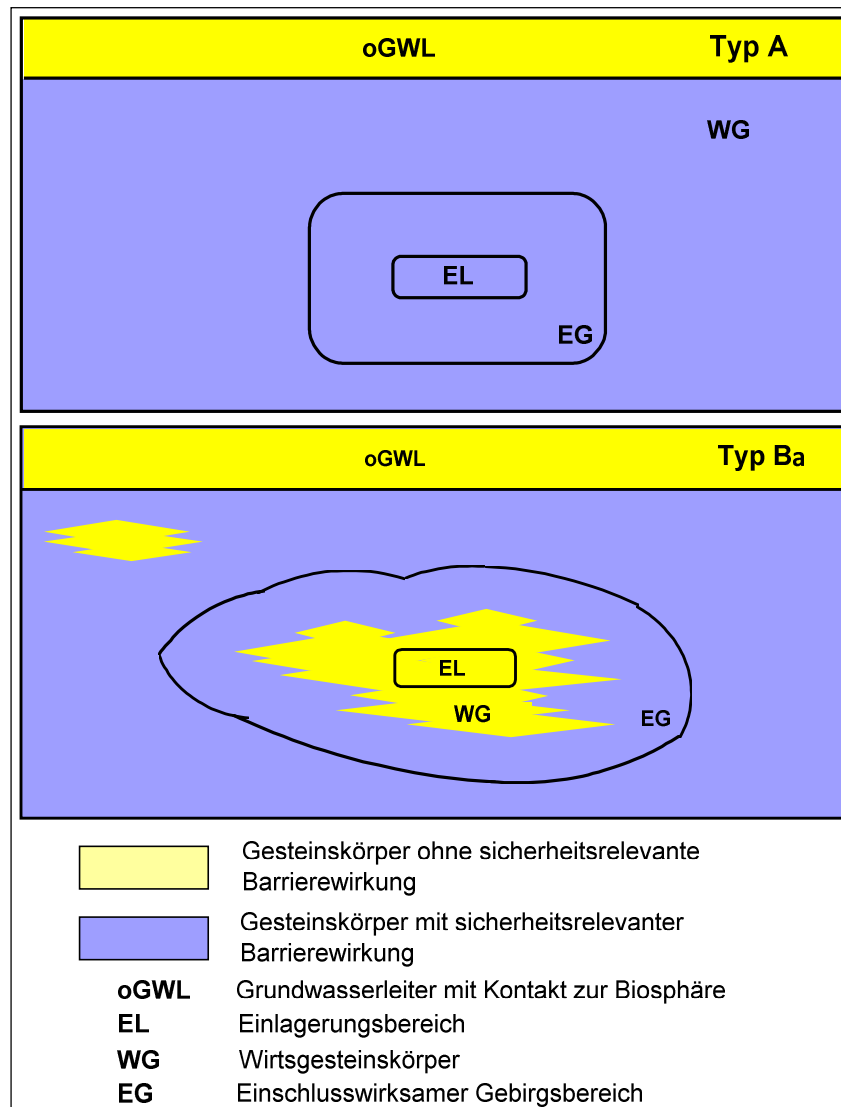 oGWL Typ A
WG
EL
EG
oGWL Typ Ba
EL
WG EG
Gesteinskörper ohne sicherheitsrelevante
Barrierewirkung
Gesteinskörper mit sicherheitsrelevanter
Barrierewirkung
oGWL Grundwasserleiter mit Kontakt zur Biosphäre
EL Einlagerungsbereich
WG Wirtsgesteinskörper
EG Einschlusswirksamer Gebirgsbereich